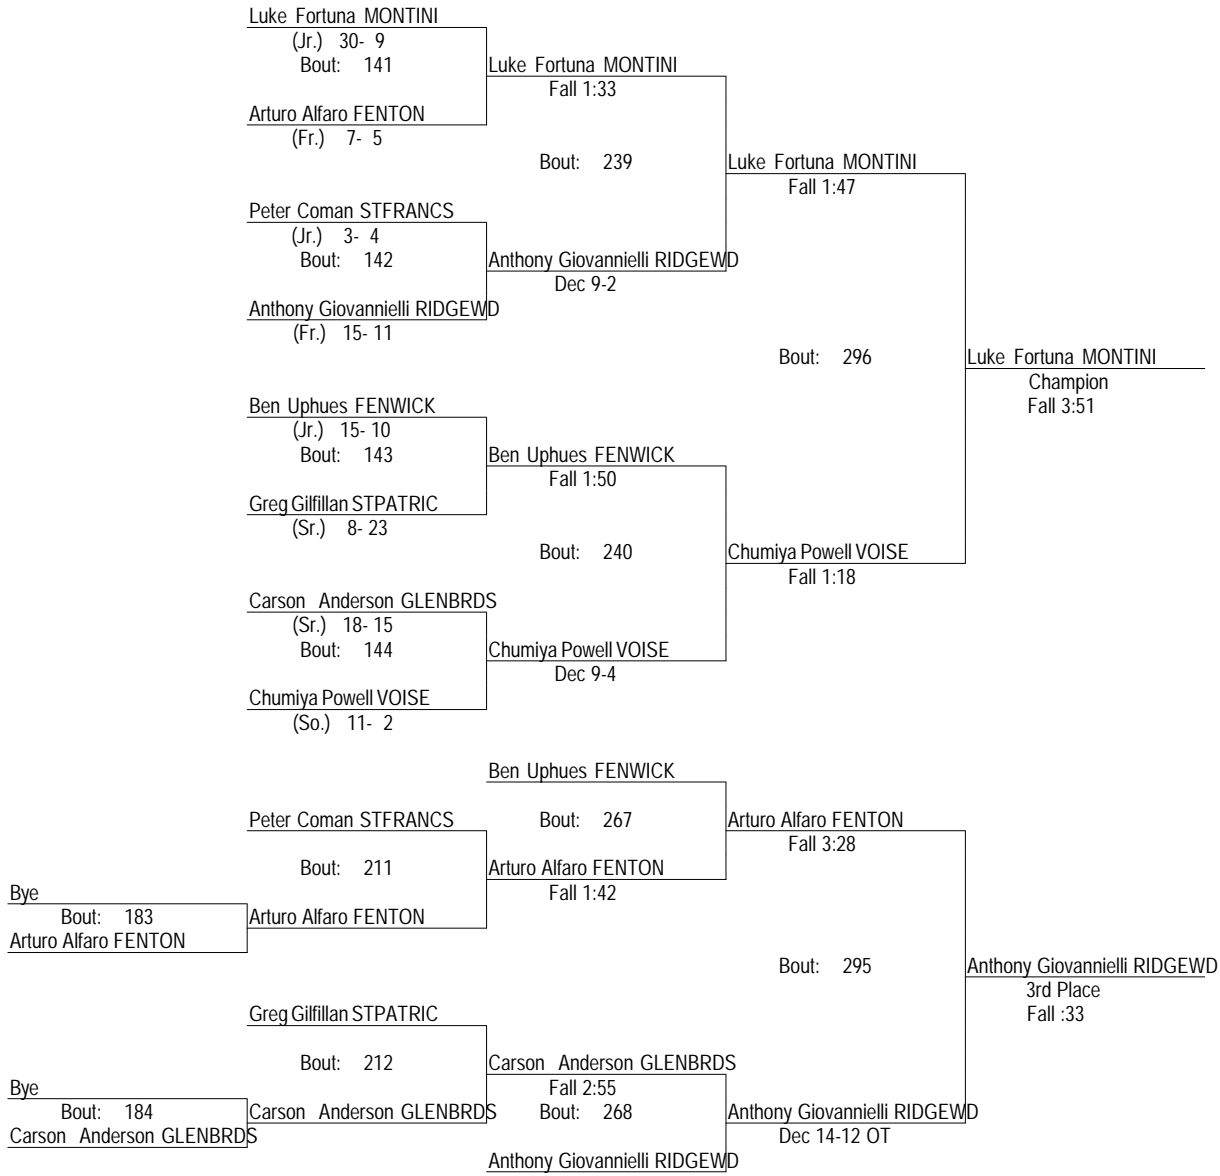 Luke Fortuna MONTINI
(Jr.) 30- 9
Bout: 141
Luke Fortuna MONTINI
Fall 1:33
Arturo Alfaro FENTON
(Fr.) 7- 5
Bout: 239
Luke Fortuna MONTINI
Fall 1:47
Peter Coman STFRANCS
(Jr.) 3- 4
Bout: 142
Anthony Giovannielli RIDGEWD
Dec 9-2
Anthony Giovannielli RIDGEWD
(Fr.) 15- 11
Bout: 296
Luke Fortuna MONTINI
Champion
Fall 3:51
Ben Uphues FENWICK
(Jr.) 15- 10
Bout: 143
Ben Uphues FENWICK
Fall 1:50
Greg Gilfillan STPATRIC
(Sr.) 8- 23
Bout: 240
Chumiya Powell VOISE
Fall 1:18
Carson Anderson GLENBRDS
(Sr.) 18- 15
Bout: 144
Chumiya Powell VOISE
Dec 9-4
Chumiya Powell VOISE
(So.) 11- 2
Ben Uphues FENWICK
Peter Coman STFRANCS
Bout: 267
Arturo Alfaro FENTON
Fall 3:28
Bout: 211
Arturo Alfaro FENTON
Fall 1:42
Bye
Bout: 183
Arturo Alfaro FENTON
Arturo Alfaro FENTON
Bout: 295
Anthony Giovannielli RIDGEWD
3rd Place
Fall :33
Greg Gilfillan STPATRIC
Bout: 212
Carson Anderson GLENBRDS
Fall 2:55
Bye
Bout: 184
Carson Anderson GLENBRDS
Bout: 268
Anthony Giovannielli RIDGEWD
Dec 14-12 OT
Carson Anderson GLENBRDS
Anthony Giovannielli RIDGEWD